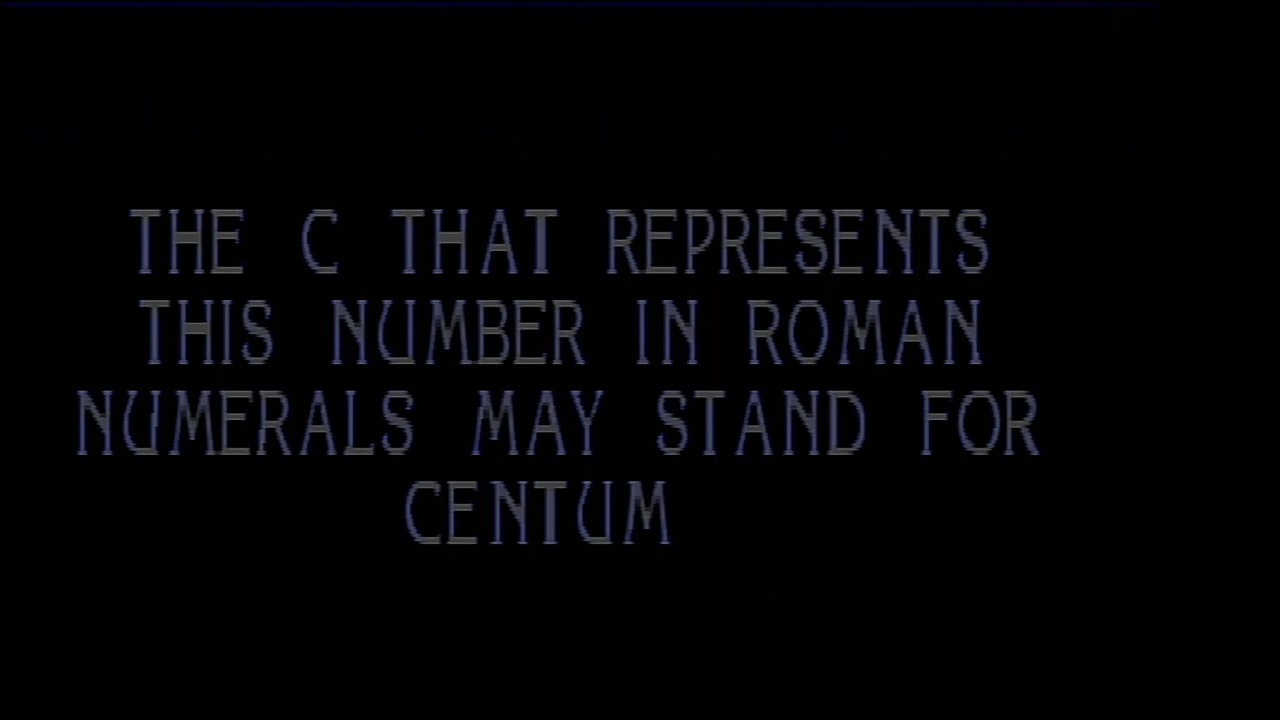 THE C THAT REPRESENTS
THIS NUMBER IN ROMAN
NUMERALS MAY STAND FOR
CENTUM